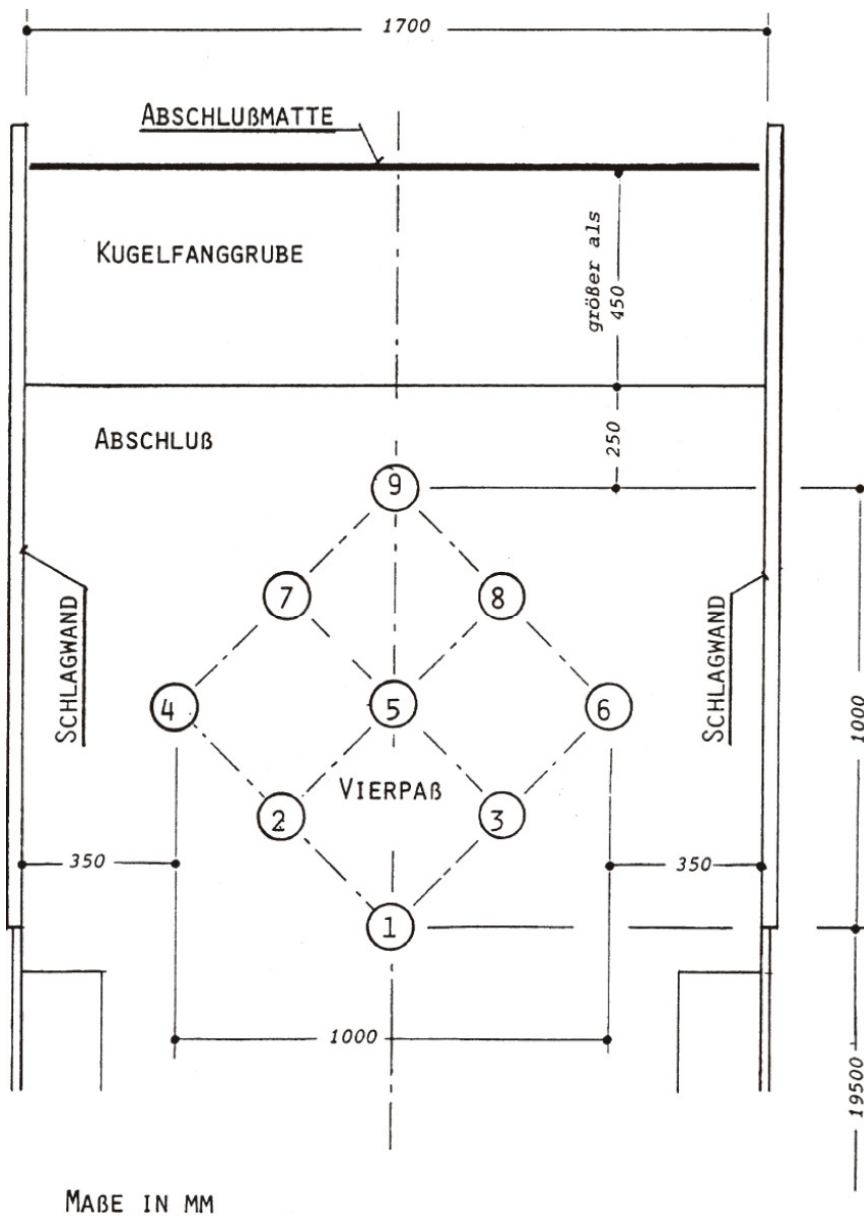 1700
ABSCHLUßMATTE
KUGELFANGGRUBE
größer als
450
ABSCHLUß
250
9
7
8
SCHLAGWAND
SCHLAGWAND
4
5
6
1000
VIERPAß
2
3
350
350
1
1000
19500
MAßE IN MM